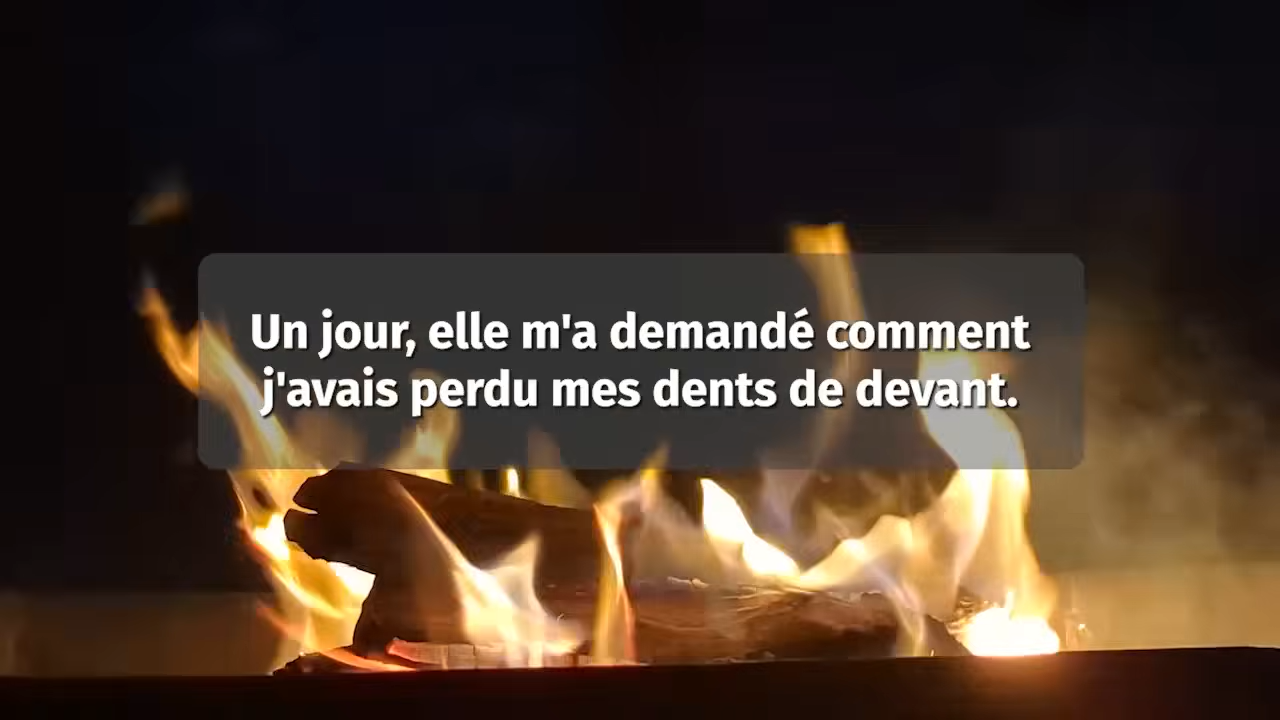 Un jour, elle m'a demandé comment
j'avais perdu mes dents de devant.